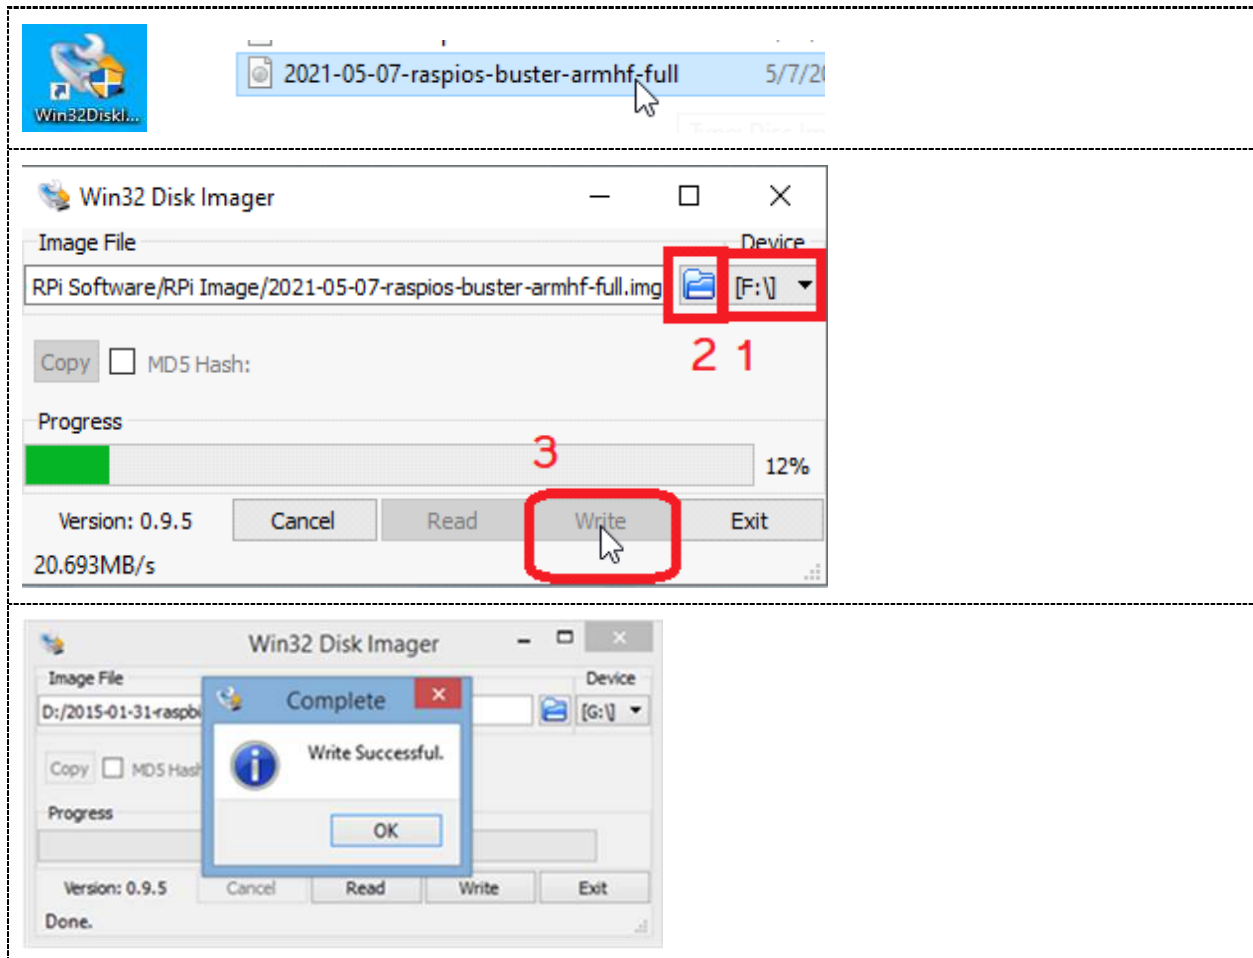 Win32DiskI...
2021-05-07-raspios-buster-armhf-full 5/7/20
Win32 Disk Imager
Image File Device
RPi Software/RPi Image/2021-05-07-raspios-buster-armhf-full.img [F:\]
2 1
Copy MD5 Hash:
Progress
3
12%
Version: 0.9.5 Cancel Read Write Exit
20.693MB/s
Win32 Disk Imager
Image File Device
D:/2015-01-31-raspbi [G:\]
Complete
Write Successful.
OK
Copy MD5 Hash
Progress
Version: 0.9.5 Cancel Read Write Exit
Done.